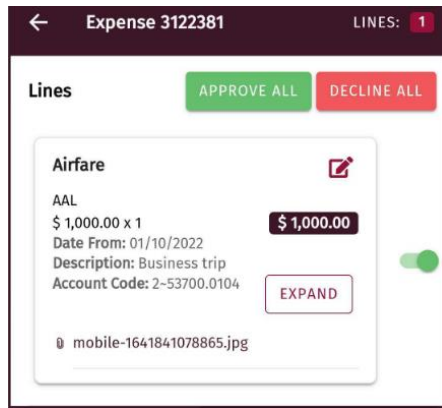 Expense 3122381 LINES: 1
Lines APPROVE ALL DECLINE ALL
Airfare
AAL
$ 1,000.00 x 1 $ 1,000.00
Date From: 01/10/2022
Description: Business trip
Account Code: 2~53700.0104
EXPAND
mobile-1641841078865.jpg